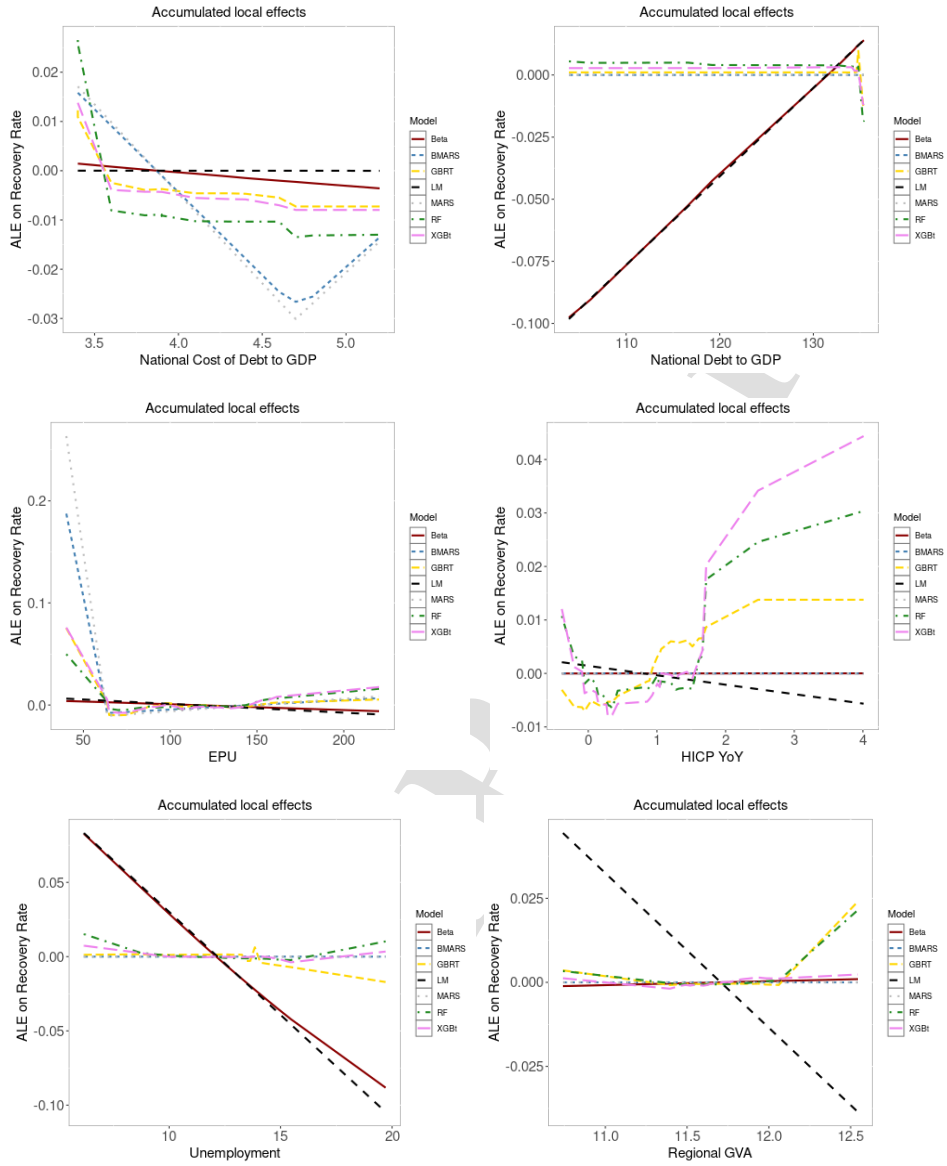 Accumulated local effects
ALE on Recovery Rate
0.02
0.01
0.00
-0.01
-0.02
-0.03
3.5 4.0 4.5 5.0
National Cost of Debt to GDP
Model
Beta
BMARS
GBRT
LM
MARS
RF
XGBt
Accumulated local effects
ALE on Recovery Rate
0.000
-0.025
-0.050
-0.075
-0.100
110 120 130
National Debt to GDP
Model
Beta
BMARS
GBRT
LM
MARS
RF
XGBt
Accumulated local effects
ALE on Recovery Rate
0.2
0.1
0.0
50 100 150 200
EPU
Model
Beta
BMARS
GBRT
LM
MARS
RF
XGBt
Accumulated local effects
ALE on Recovery Rate
0.04
0.03
0.02
0.01
0.00
-0.01
0 1 2 3 4
HICP YoY
Model
Beta
BMARS
GBRT
LM
MARS
RF
XGBt
Accumulated local effects
ALE on Recovery Rate
0.05
0.00
-0.05
-0.10
10 15 20
Unemployment
Model
Beta
BMARS
GBRT
LM
MARS
RF
XGBt
Accumulated local effects
ALE on Recovery Rate
0.025
0.000
-0.025
11.0 11.5 12.0 12.5
Regional GVA
Model
Beta
BMARS
GBRT
LM
MARS
RF
XGBt